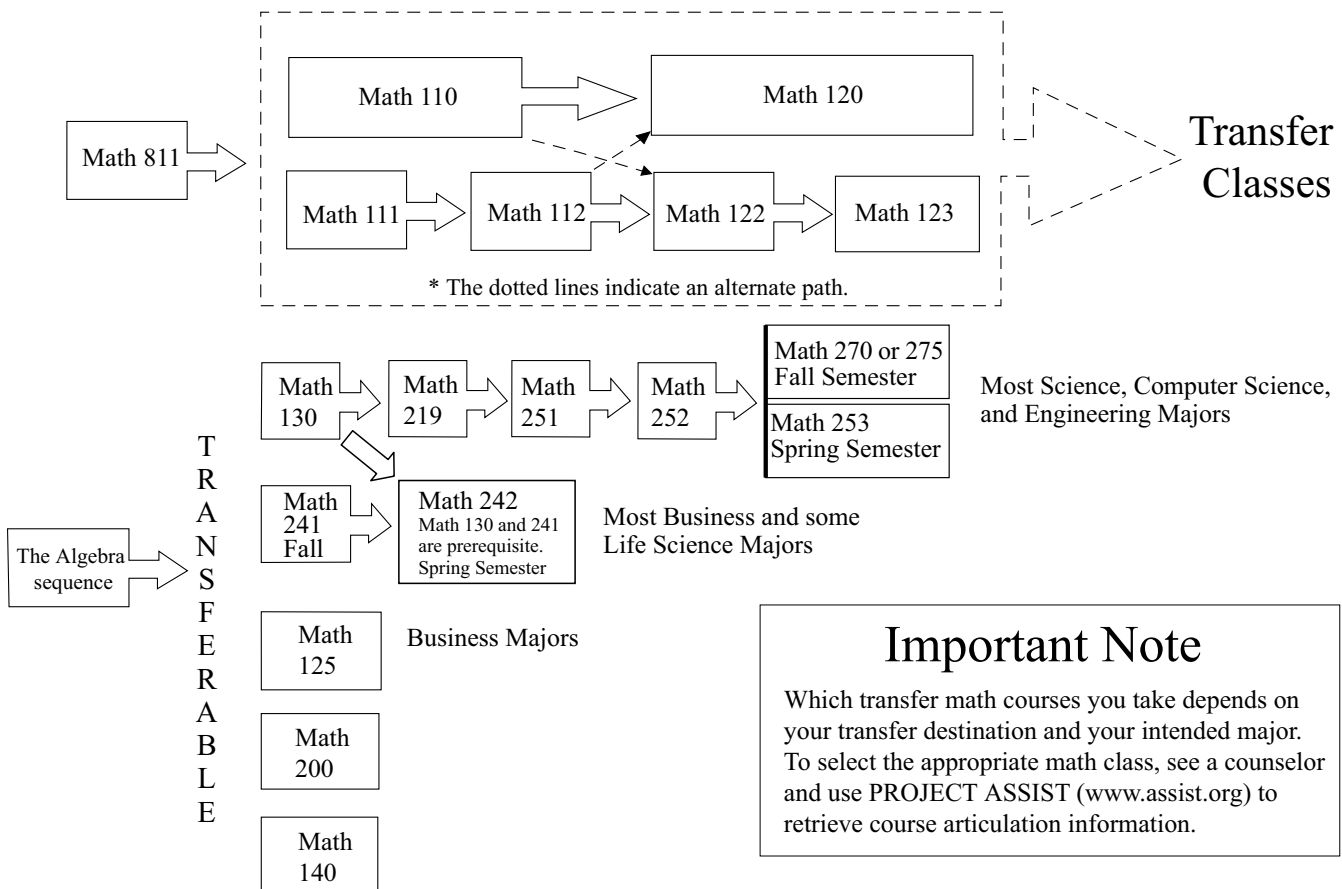 Math 811
Math 110
Math 120
Math 111
Math 112
Math 122
Math 123
* The dotted lines indicate an alternate path.
Transfer
Classes
The Algebra
sequence
T
R
A
N
S
F
E
R
R
A
B
L
E
Math
130
Math
219
Math
251
Math
252
Math 270 or 275
Fall Semester
Math 253
Spring Semester
Most Science, Computer Science,
and Engineering Majors
Math
241
Fall
Math 242
Math 130 and 241
are prerequisite.
Spring Semester
Most Business and some
Life Science Majors
Math
125
Business Majors
Math
200
Math
140
Important Note
Which transfer math courses you take depends on
your transfer destination and your intended major.
To select the appropriate math class, see a counselor
and use PROJECT ASSIST (www.assist.org) to
retrieve course articulation information.